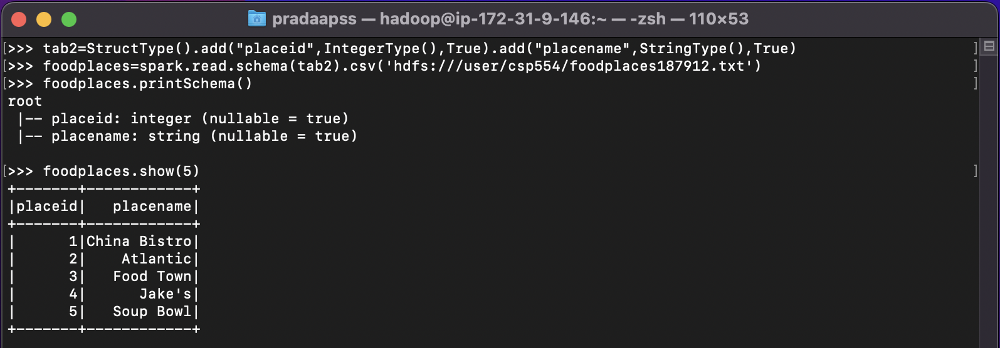 pradaapss — hadoop@ip-172-31-9-146:~ — -zsh — 110×53
[>>> tab2=StructType().add("placeid",IntegerType(),True).add("placename",StringType(),True) ]
[>>> foodplaces=spark.read.schema(tab2).csv('hdfs:///user/csp554/foodplaces187912.txt') ]
[>>> foodplaces.printSchema() ]
root
 |-- placeid: integer (nullable = true)
 |-- placename: string (nullable = true)
[>>> foodplaces.show(5) ]
+-------+------------+
|placeid|   placename|
+-------+------------+
|      1|China Bistro|
|      2|    Atlantic|
|      3|   Food Town|
|      4|      Jake's|
|      5|   Soup Bowl|
+-------+------------+